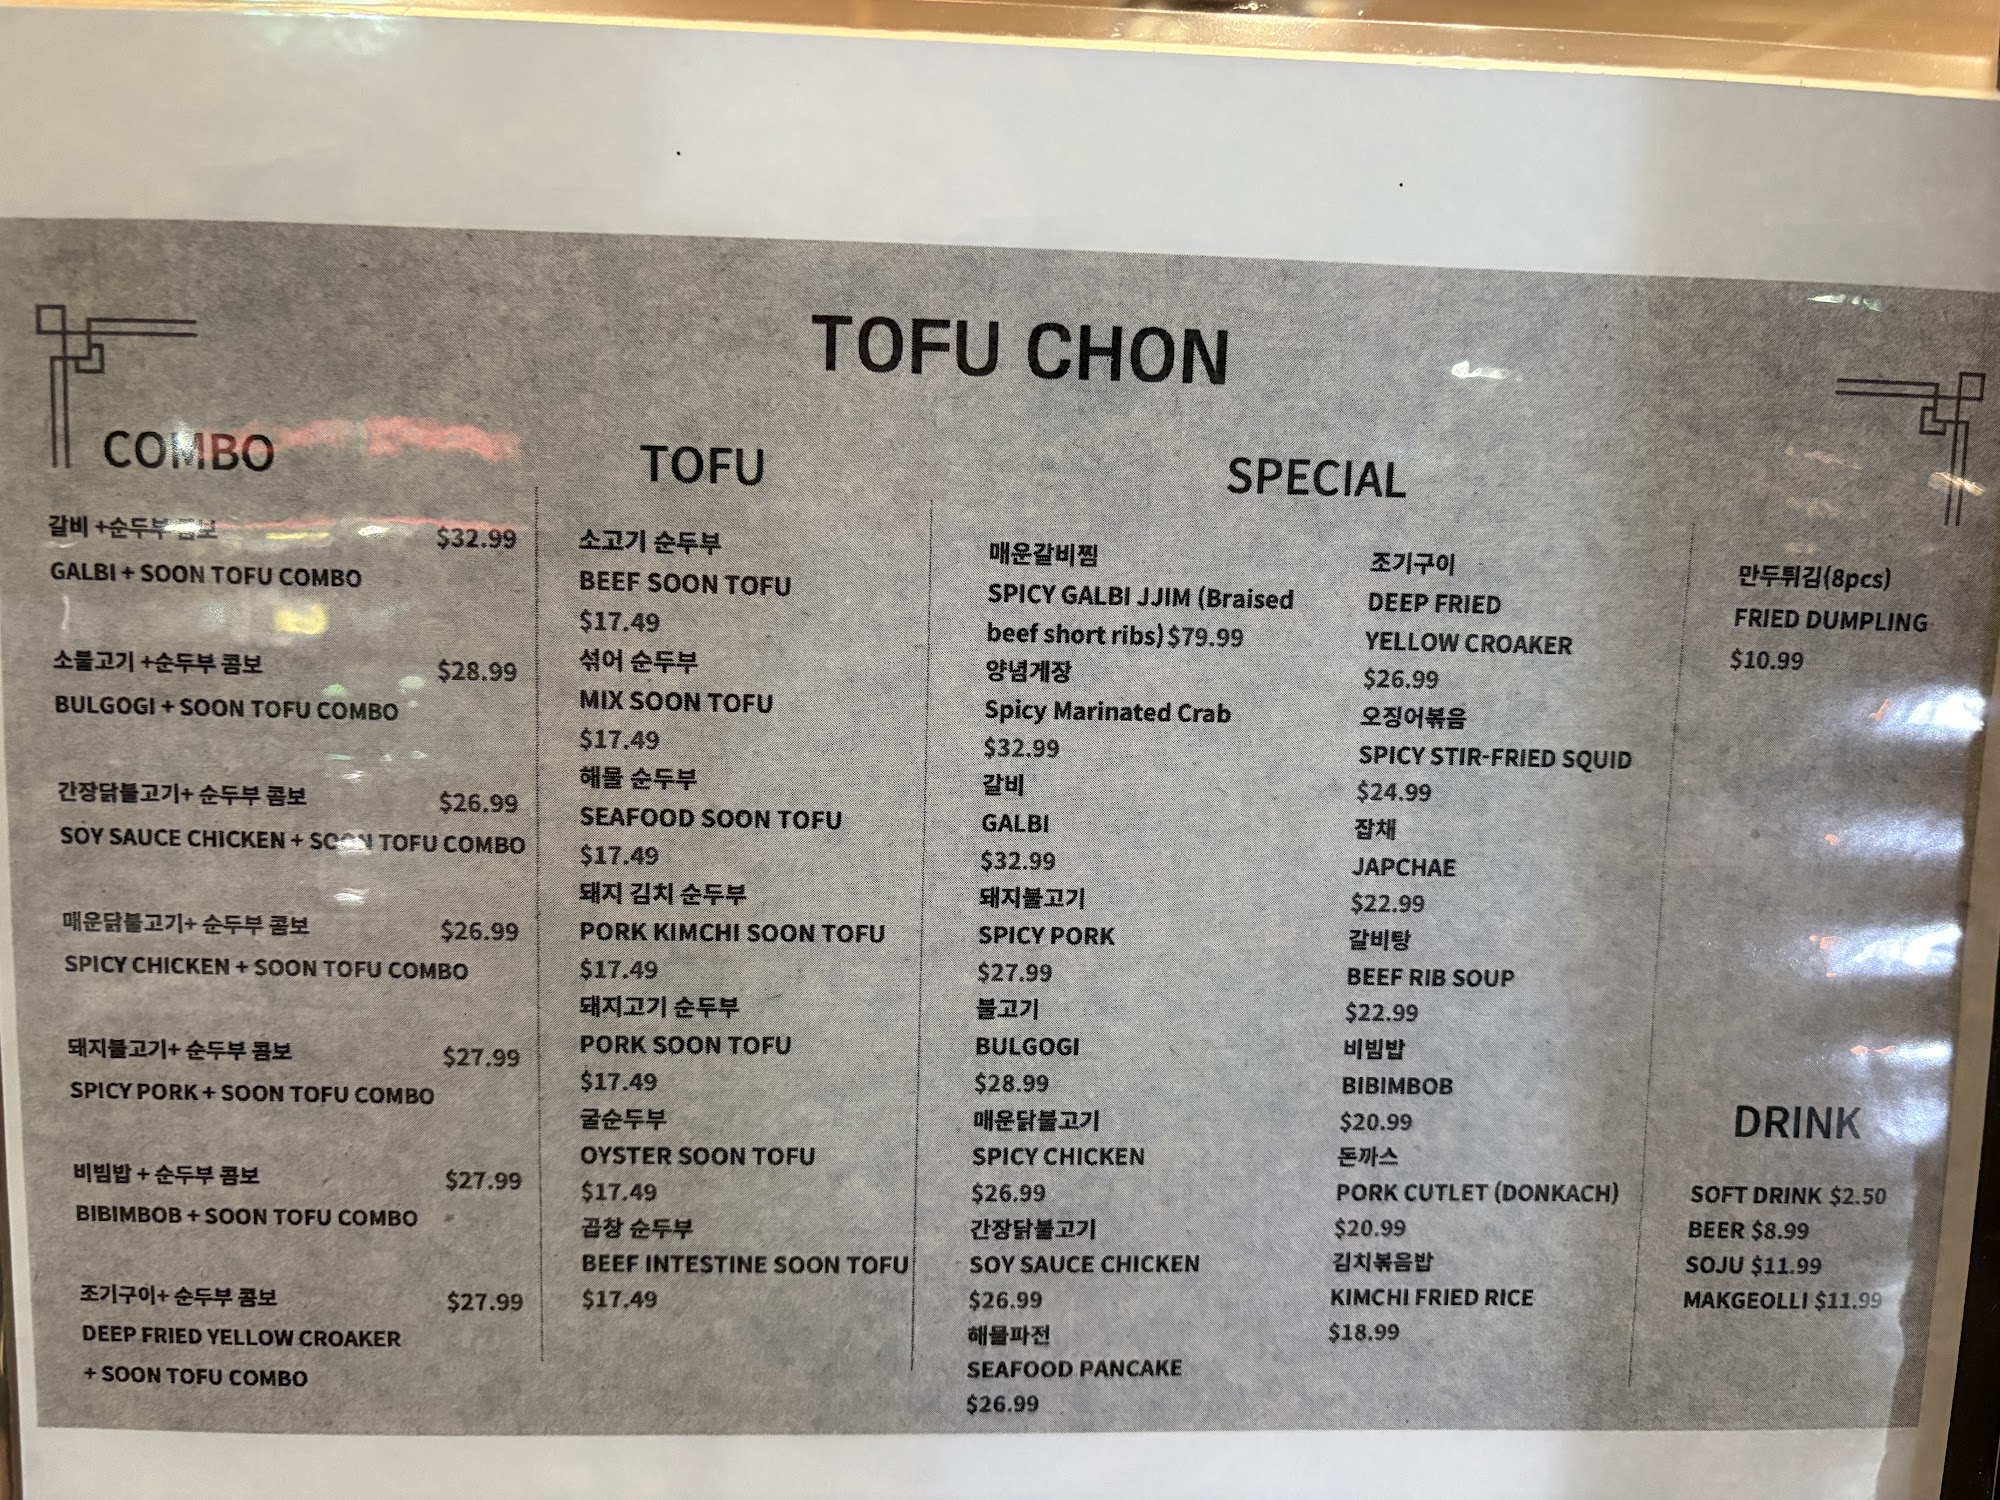 TOFU CHON
COMBO
갈비 +순두부 콤보 $32.99
GALBI + SOON TOFU COMBO
소불고기 +순두부 콤보 $28.99
BULGOGI + SOON TOFU COMBO
간장닭불고기+ 순두부 콤보 $26.99
SOY SAUCE CHICKEN + SOON TOFU COMBO
매운닭불고기+ 순두부 콤보 $26.99
SPICY CHICKEN + SOON TOFU COMBO
돼지불고기+ 순두부 콤보 $27.99
SPICY PORK + SOON TOFU COMBO
비빔밥 + 순두부 콤보 $27.99
BIBIMBOB + SOON TOFU COMBO
조기구이+ 순두부 콤보 $27.99
DEEP FRIED YELLOW CROAKER
+ SOON TOFU COMBO
TOFU
소고기 순두부
BEEF SOON TOFU
$17.49
섞어 순두부
MIX SOON TOFU
$17.49
해물 순두부
SEAFOOD SOON TOFU
$17.49
돼지 김치 순두부
PORK KIMCHI SOON TOFU
$17.49
돼지고기 순두부
PORK SOON TOFU
$17.49
굴순두부
OYSTER SOON TOFU
$17.49
곱창 순두부
BEEF INTESTINE SOON TOFU
$17.49
SPECIAL
매운갈비찜
SPICY GALBI JJIM (Braised
beef short ribs) $79.99
양념게장
Spicy Marinated Crab
$32.99
갈비
GALBI
$32.99
돼지불고기
SPICY PORK
$27.99
불고기
BULGOGI
$28.99
매운닭불고기
SPICY CHICKEN
$26.99
간장닭불고기
SOY SAUCE CHICKEN
$26.99
해물파전
SEAFOOD PANCAKE
$26.99
조기구이
DEEP FRIED
YELLOW CROAKER
$26.99
오징어볶음
SPICY STIR-FRIED SQUID
$24.99
잡채
JAPCHAE
$22.99
갈비탕
BEEF RIB SOUP
$22.99
비빔밥
BIBIMBOB
$20.99
돈까스
PORK CUTLET (DONKACH)
$20.99
김치볶음밥
KIMCHI FRIED RICE
$18.99
만두튀김(8pcs)
FRIED DUMPLING
$10.99
DRINK
SOFT DRINK $2.50
BEER $8.99
SOJU $11.99
MAKGEOLLI $11.99